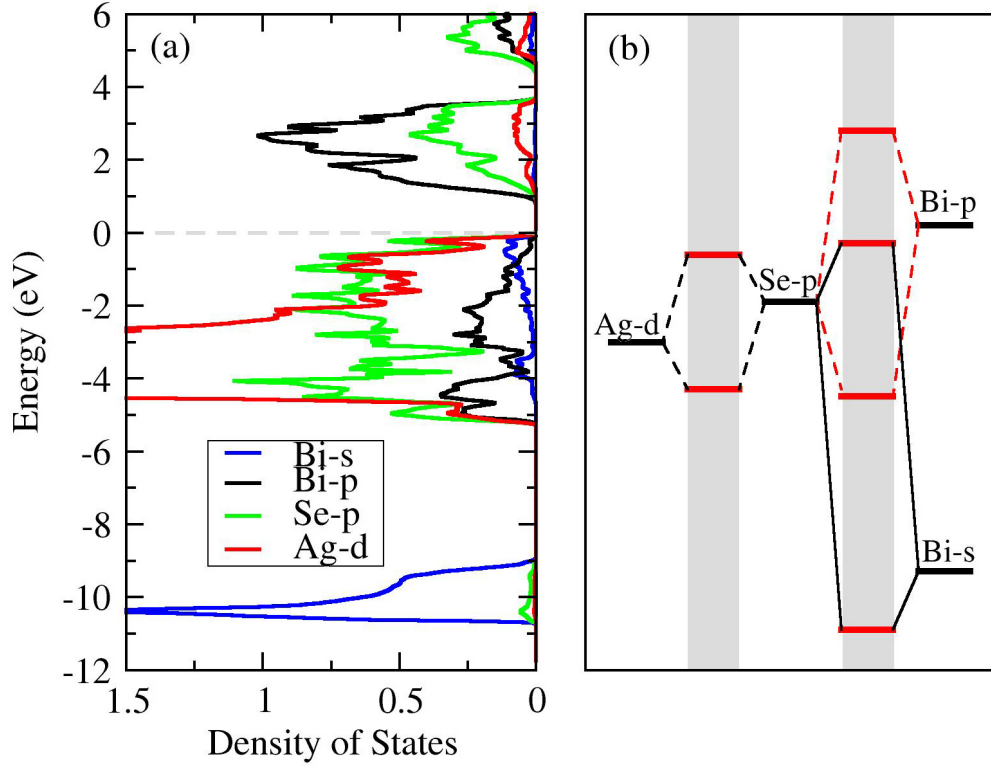 (a)
(b)
6
4
2
0
-2
-4
-6
-8
-10
-12
Energy (eV)
Bi-s
Bi-p
Se-p
Ag-d
1.5
1
0.5
0
Density of States
Bi-p
Se-p
Ag-d
Bi-s